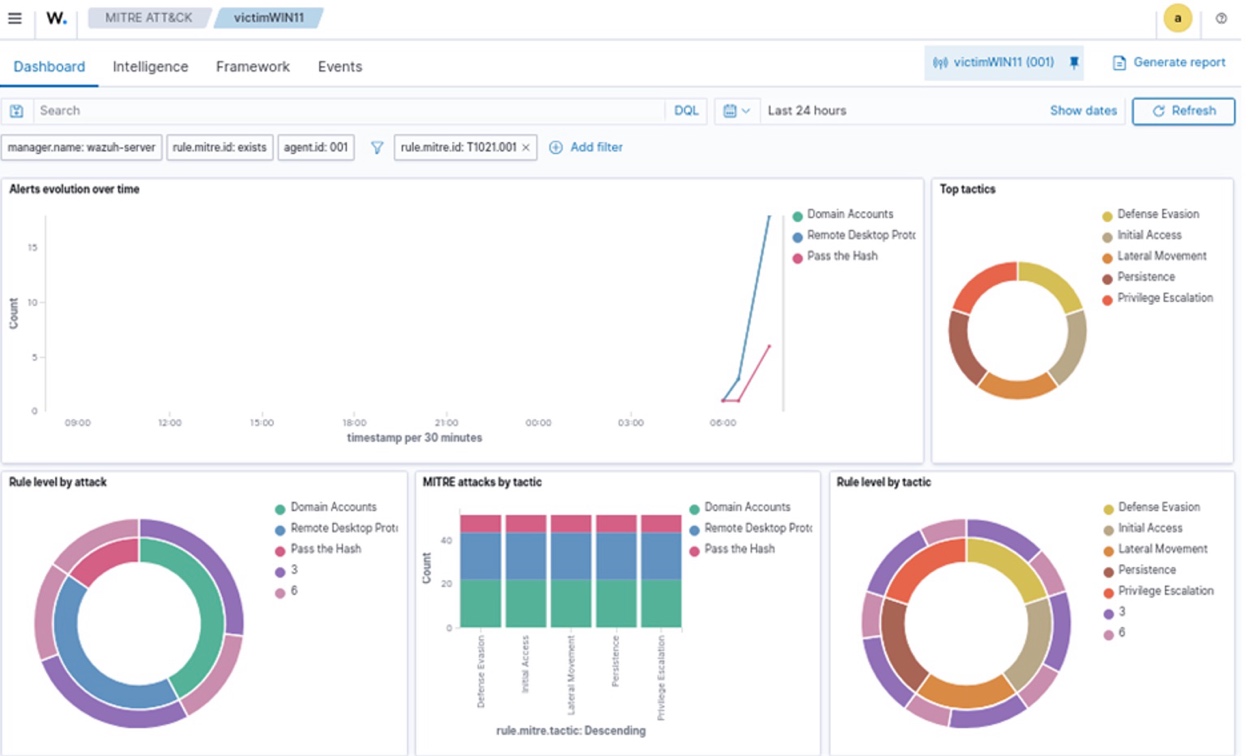 W. MITRE ATT&CK victimWIN11 a
Dashboard Intelligence Framework Events victimWIN11 (001) Generate report
Search DQL Last 24 hours Show dates Refresh
manager.name: wazuh-server rule.mitre.id: exists agent.id: 001 rule.mitre.id: T1021.001 × Add filter
Alerts evolution over time
Count
15
10
5
0
09:00 12:00 15:00 18:00 21:00 00:00 03:00 06:00
timestamp per 30 minutes
Domain Accounts
Remote Desktop Proto
Pass the Hash
Top tactics
Defense Evasion
Initial Access
Lateral Movement
Persistence
Privilege Escalation
Rule level by attack
Domain Accounts
Remote Desktop Proto
Pass the Hash
3
6
MITRE attacks by tactic
Count
40
20
0
Defense Evasion
Initial Access
Lateral Movement
Persistence
Privilege Escalation
rule.mitre.tactic: Descending
Domain Accounts
Remote Desktop Proto
Pass the Hash
Rule level by tactic
Defense Evasion
Initial Access
Lateral Movement
Persistence
Privilege Escalation
3
6